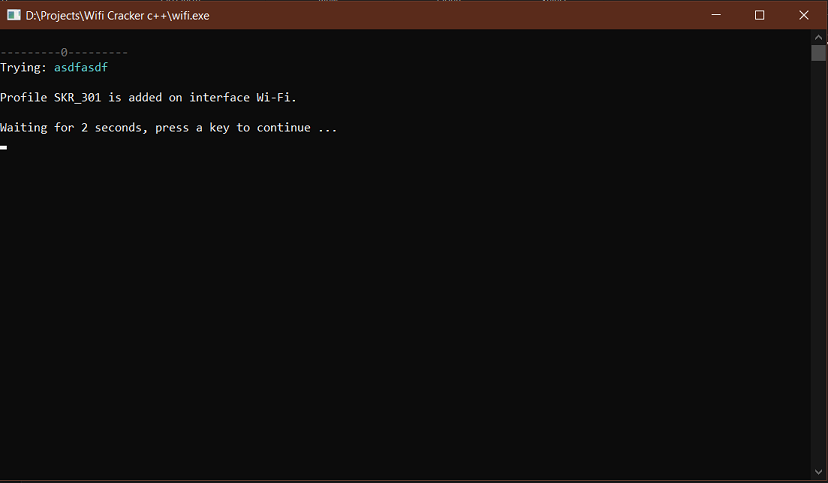 D:\Projects\Wifi Cracker c++\wifi.exe
---------0---------
Trying: asdfasdf
Profile SKR_301 is added on interface Wi-Fi.
Waiting for 2 seconds, press a key to continue ...